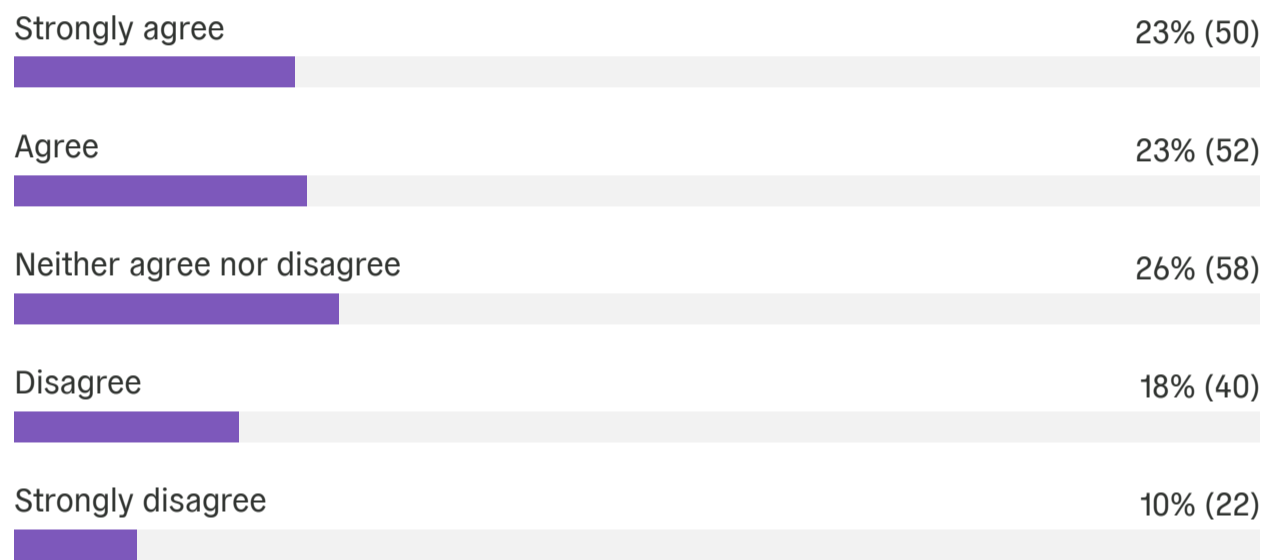 Strongly agree 23% (50)
Agree 23% (52)
Neither agree nor disagree 26% (58)
Disagree 18% (40)
Strongly disagree 10% (22)